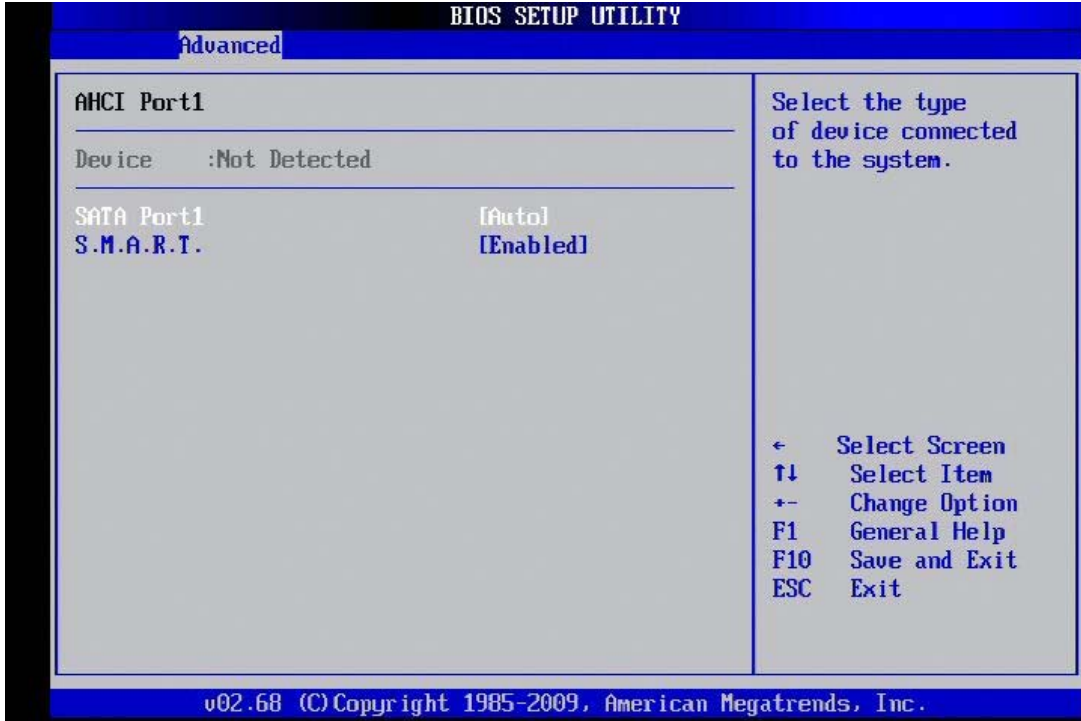 BIOS SETUP UTILITY
Advanced
AHCI Port1
Device :Not Detected
SATA Port1 [Auto]
S.M.A.R.T. [Enabled]
Select the type
of device connected
to the system.
← Select Screen
↑↓ Select Item
+- Change Option
F1 General Help
F10 Save and Exit
ESC Exit
v02.68 (C)Copyright 1985-2009, American Megatrends, Inc.